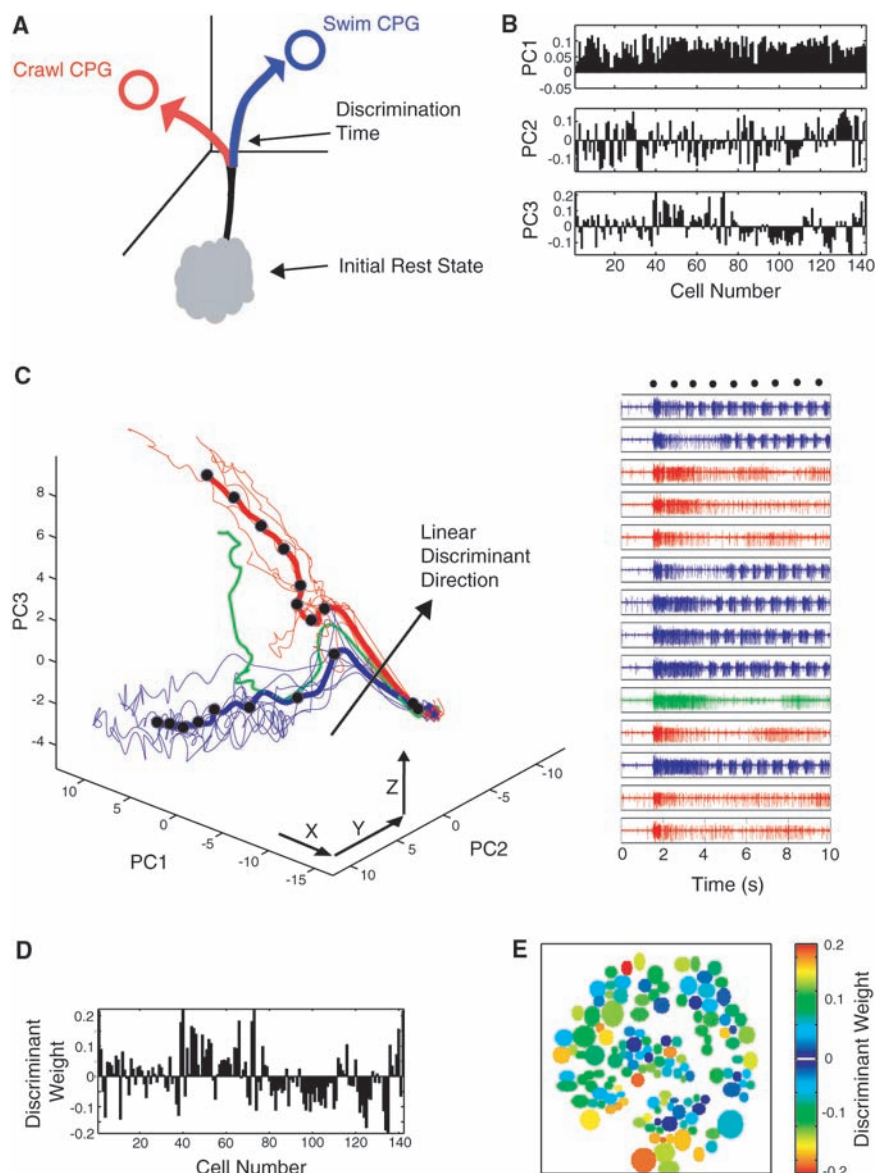 A
Swim CPG
Crawl CPG
Discrimination
Time
Initial Rest State
B
PC1
0.1
0.05
0
-0.05
PC2
0.1
0
-0.1
PC3
0.2
0.1
0
-0.1
20 40 60 80 100 120 140
Cell Number
C
Linear
Discriminant
Direction
PC3
8
6
4
2
0
-2
-4
10
5
0
-5
-10
-15
PC1
10
5
0
-5
-10
PC2
X
Y
Z
0 2 4 6 8 10
Time (s)
D
Discriminant
Weight
0.2
0.1
0
-0.1
-0.2
20 40 60 80 100 120 140
Cell Number
E
0.2
0.1
0
-0.1
-0.2
Discriminant Weight